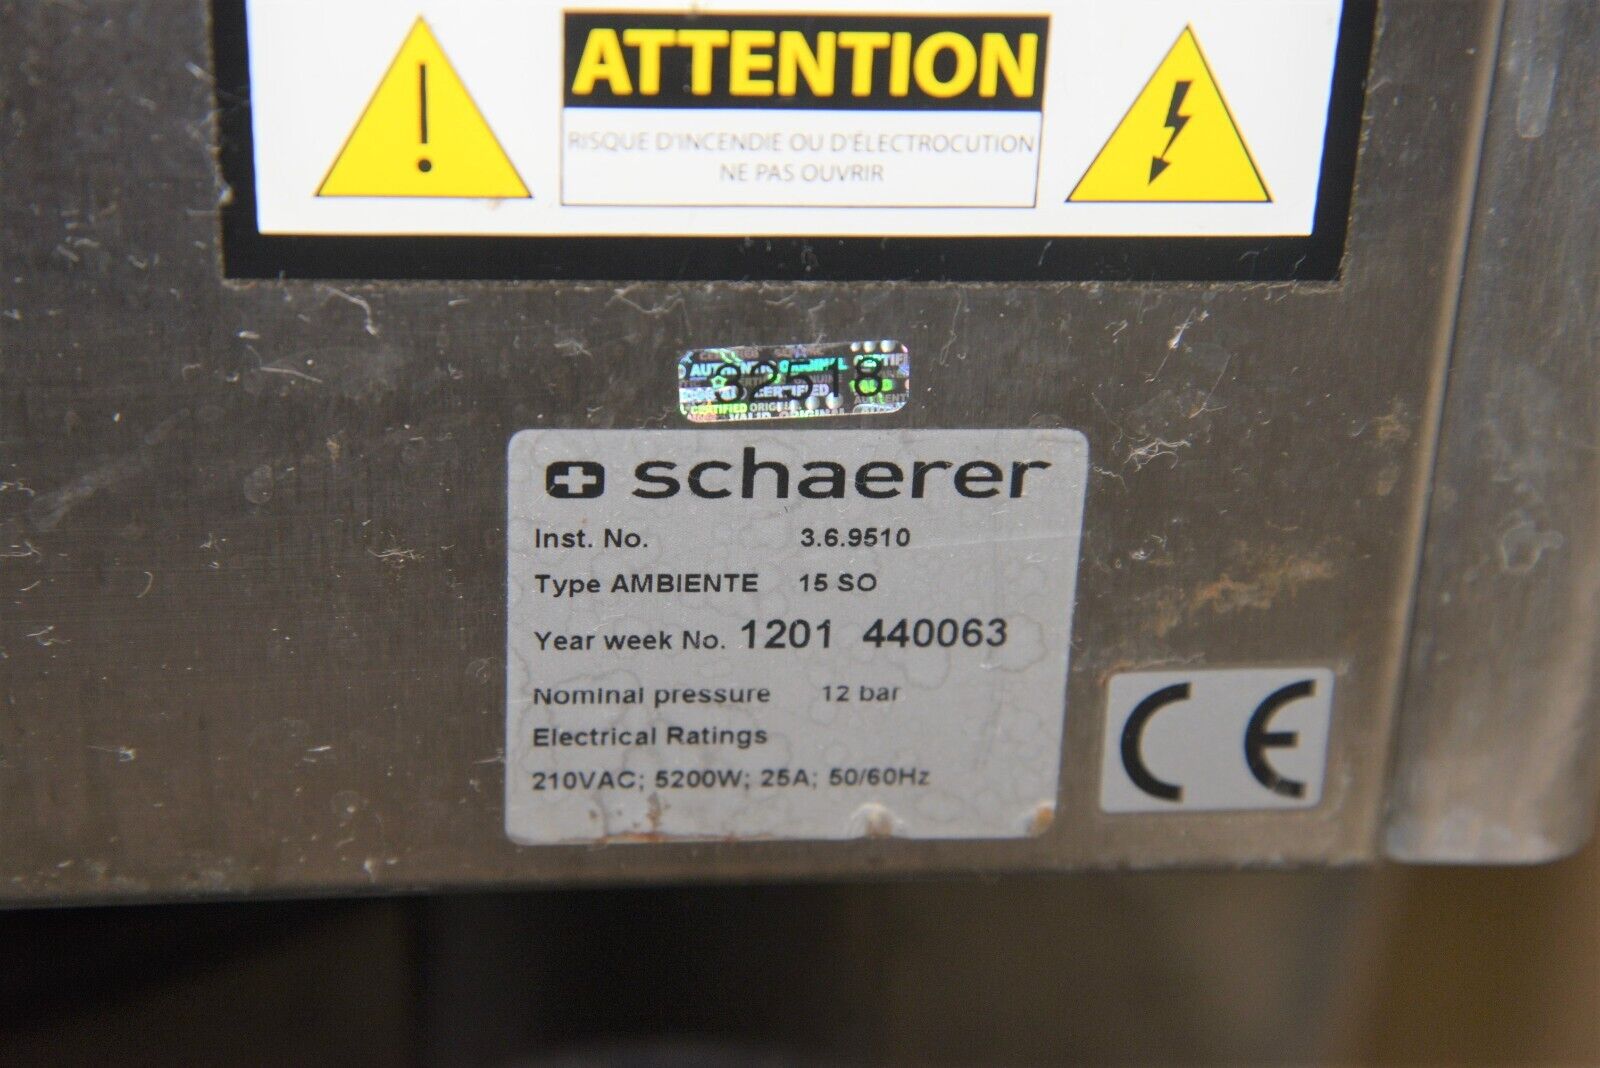 ATTENTION
RISQUE D'INCENDIE OU D'ÉLECTROCUTION
NE PAS OUVRIR
32518
schaerer
Inst. No. 3.6.9510
Type AMBIENTE 15 SO
Year week No. 1201 440063
Nominal pressure 12 bar
Electrical Ratings
210VAC; 5200W; 25A; 50/60Hz
CE